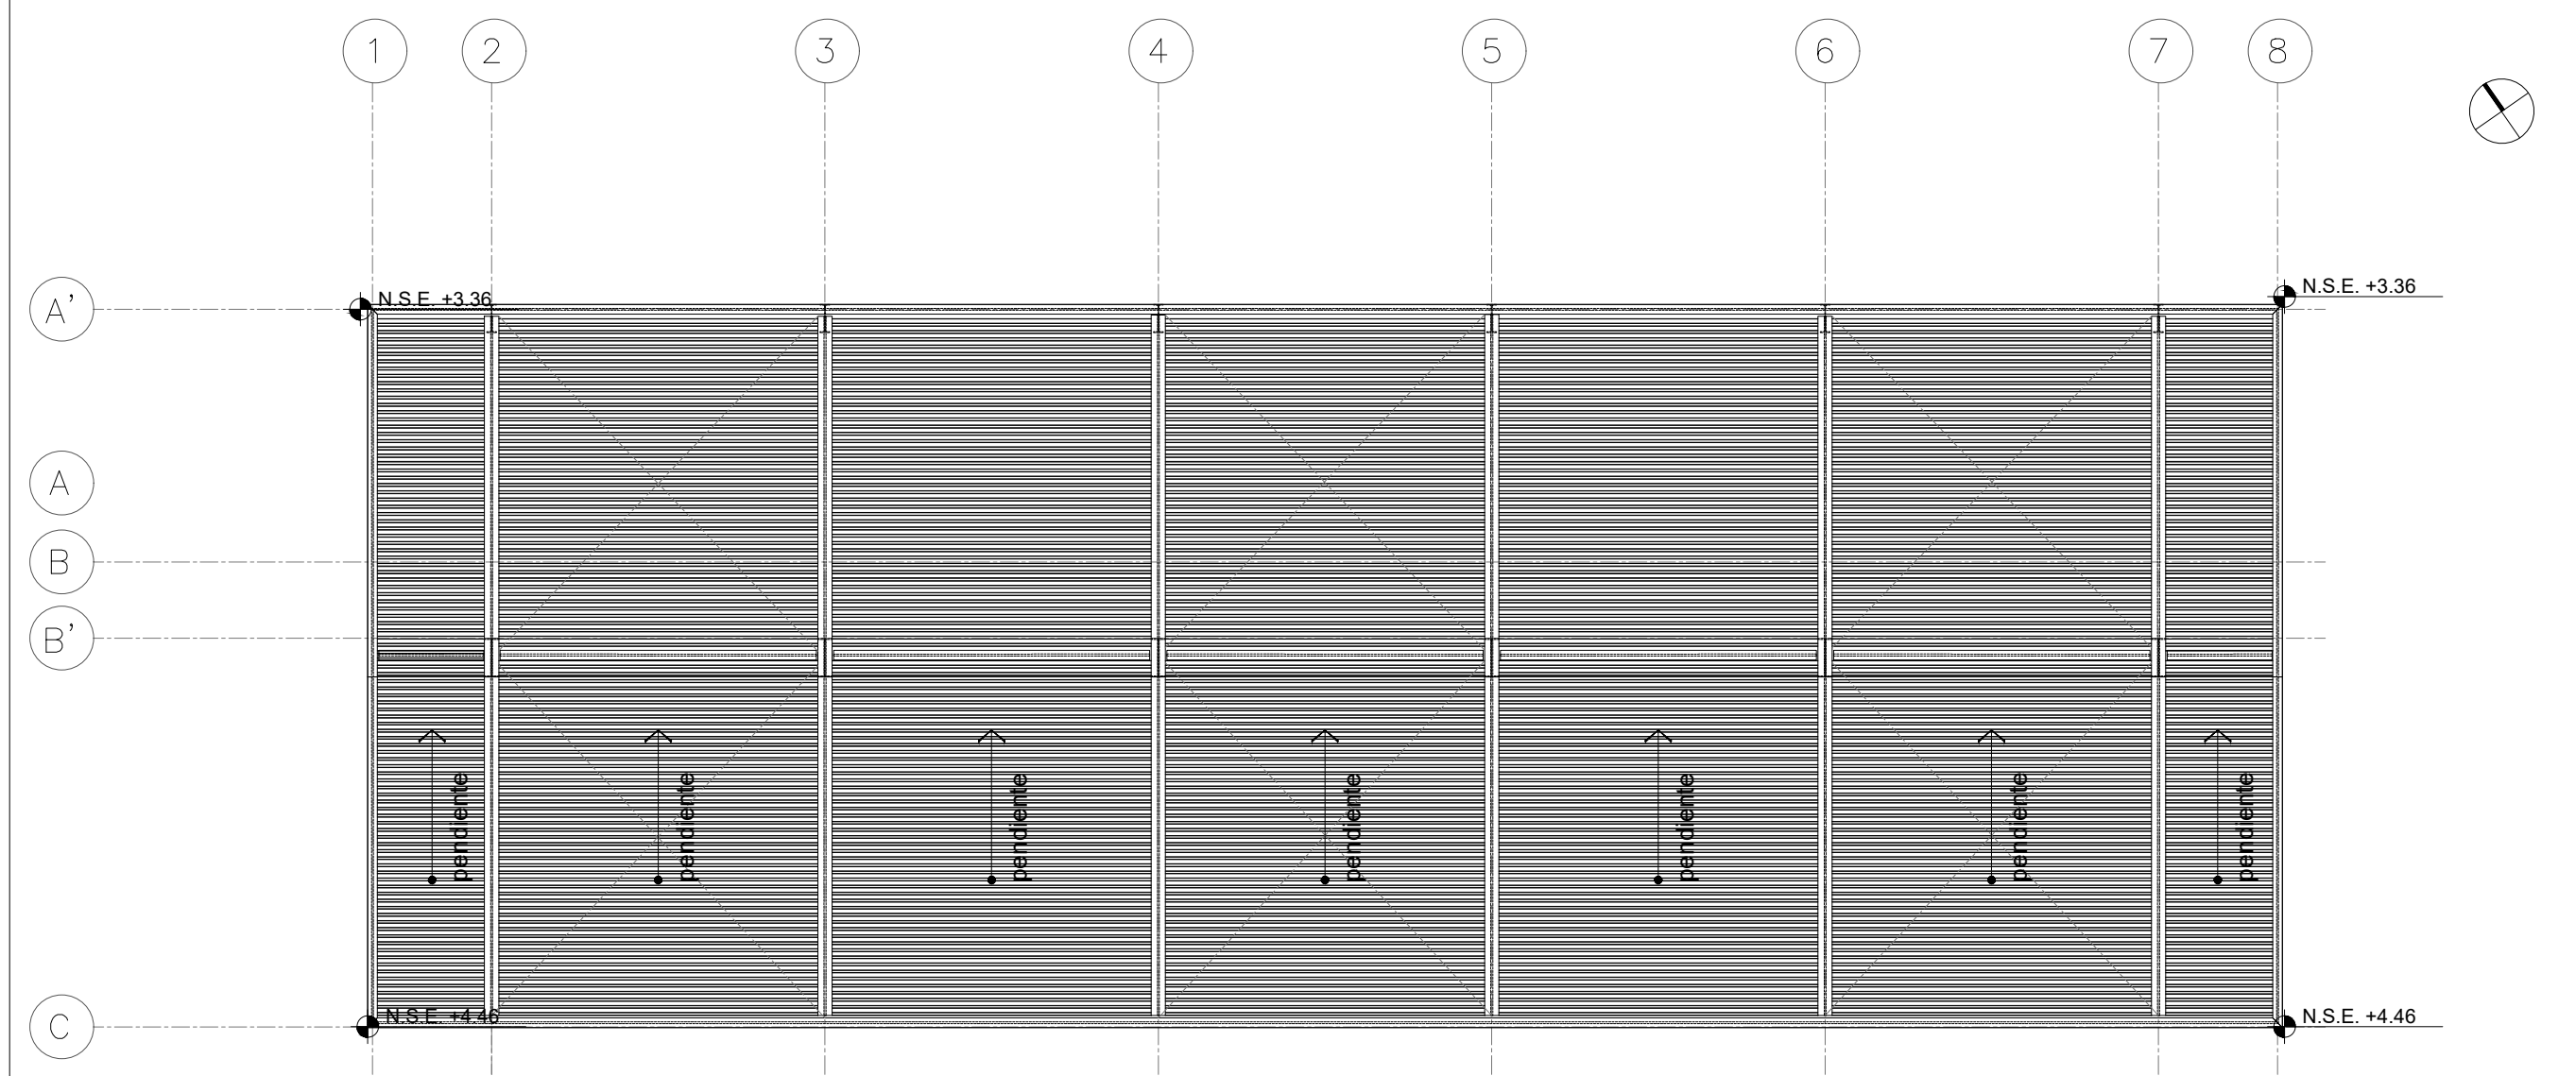 1 2 3 4 5 6 7 8
N.S.E. +3.36
N.S.E. +3.36
A'
A
B
B'
pendiente pendiente pendiente pendiente pendiente pendiente pendiente
N.S.E. +4.46
N.S.E. +4.46
C